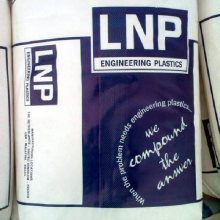 LNP
ENGINEERING PLASTICS
LNP
ENGINEERING PLASTICS
When the problem needs engineering plastics...
we
compound
the
answer